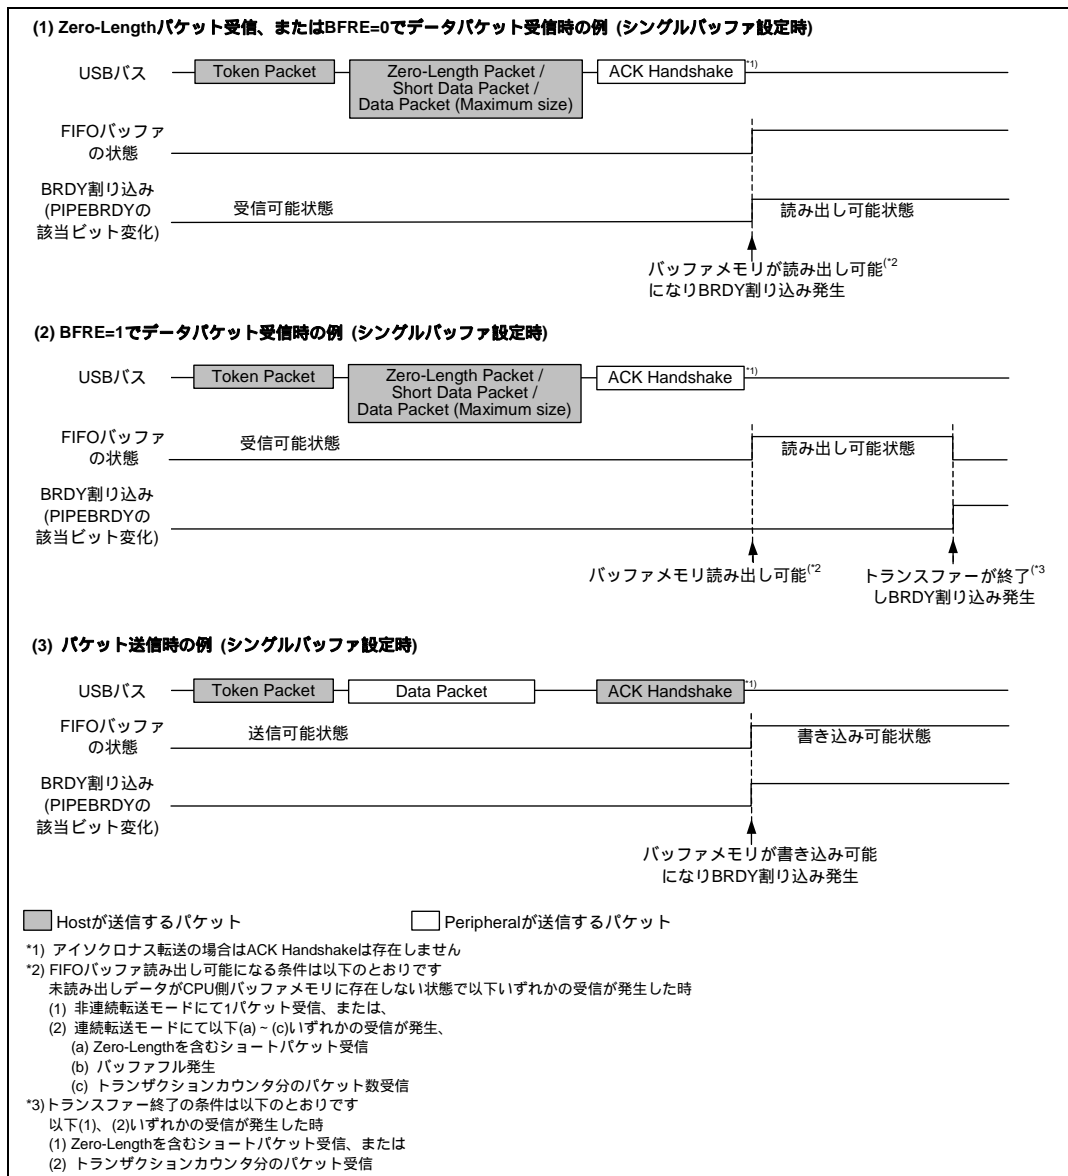 (1) Zero-Lengthパケット受信、またはBFRE=0でデータパケット受信時の例 (シングルバッファ設定時)
USBバス
Token Packet
Zero-Length Packet /
Short Data Packet /
Data Packet (Maximum size)
ACK Handshake
*1)
FIFOバッファ
の状態
BRDY割り込み
(PIPEBRDYの
該当ビット変化)
受信可能状態
読み出し可能状態
バッファメモリが読み出し可能(*2
になりBRDY割り込み発生
(2) BFRE=1でデータパケット受信時の例 (シングルバッファ設定時)
USBバス
Token Packet
Zero-Length Packet /
Short Data Packet /
Data Packet (Maximum size)
ACK Handshake
*1)
FIFOバッファ
の状態
受信可能状態
読み出し可能状態
BRDY割り込み
(PIPEBRDYの
該当ビット変化)
バッファメモリ読み出し可能(*2
トランスファーが終了(*3
しBRDY割り込み発生
(3) パケット送信時の例 (シングルバッファ設定時)
USBバス
Token Packet
Data Packet
ACK Handshake
*1)
FIFOバッファ
の状態
送信可能状態
書き込み可能状態
BRDY割り込み
(PIPEBRDYの
該当ビット変化)
バッファメモリが書き込み可能
になりBRDY割り込み発生
Hostが送信するパケット
Peripheralが送信するパケット
*1) アイソクロナス転送の場合はACK Handshakeは存在しません
*2) FIFOバッファ読み出し可能になる条件は以下のとおりです
未読み出しデータがCPU側バッファメモリに存在しない状態で以下いずれかの受信が発生した時
(1) 非連続転送モードにて1パケット受信、または、
(2) 連続転送モードにて以下(a) ~ (c)いずれかの受信が発生、
(a) Zero-Lengthを含むショートパケット受信
(b) バッファフル発生
(c) トランザクションカウンタ分のパケット数受信
*3)トランスファー終了の条件は以下のとおりです
以下(1)、(2)いずれかの受信が発生した時
(1) Zero-Lengthを含むショートパケット受信、または
(2) トランザクションカウンタ分のパケット受信